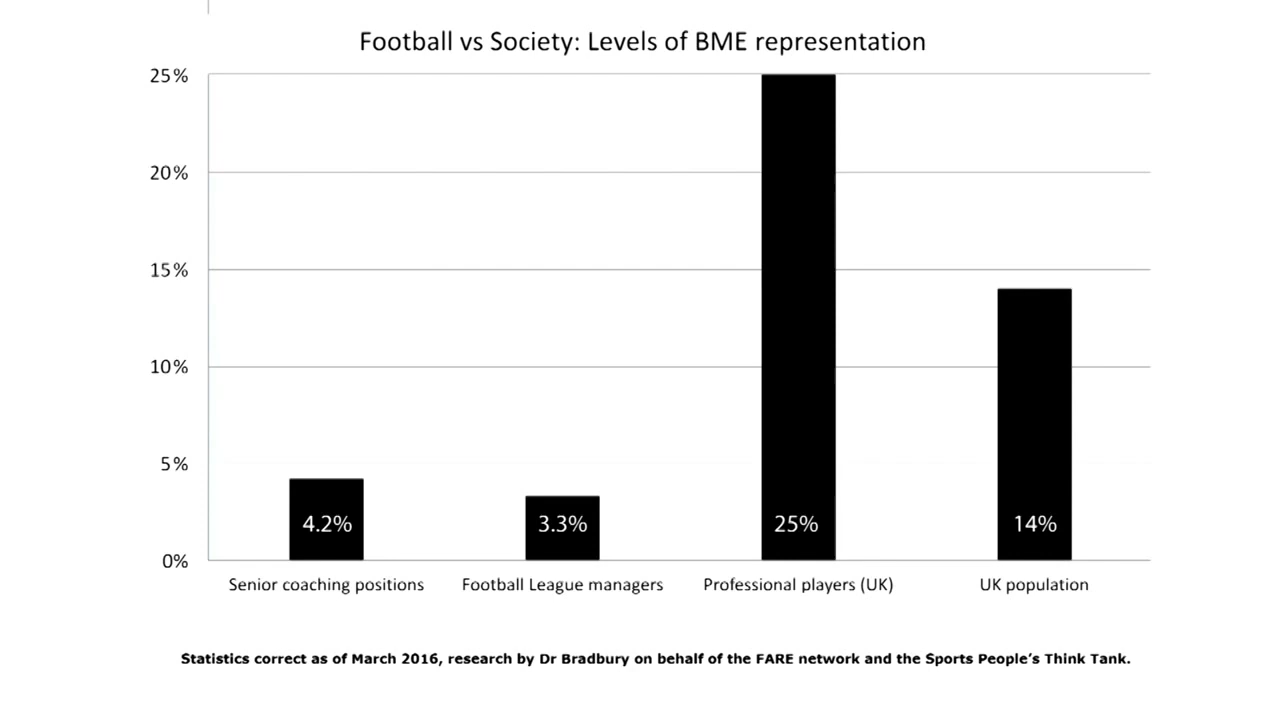 Football vs Society: Levels of BME representation
25%
20%
15%
10%
5%
0%
4.2%
3.3%
25%
14%
Senior coaching positions
Football League managers
Professional players (UK)
UK population
Statistics correct as of March 2016, research by Dr Bradbury on behalf of the FARE network and the Sports People’s Think Tank.